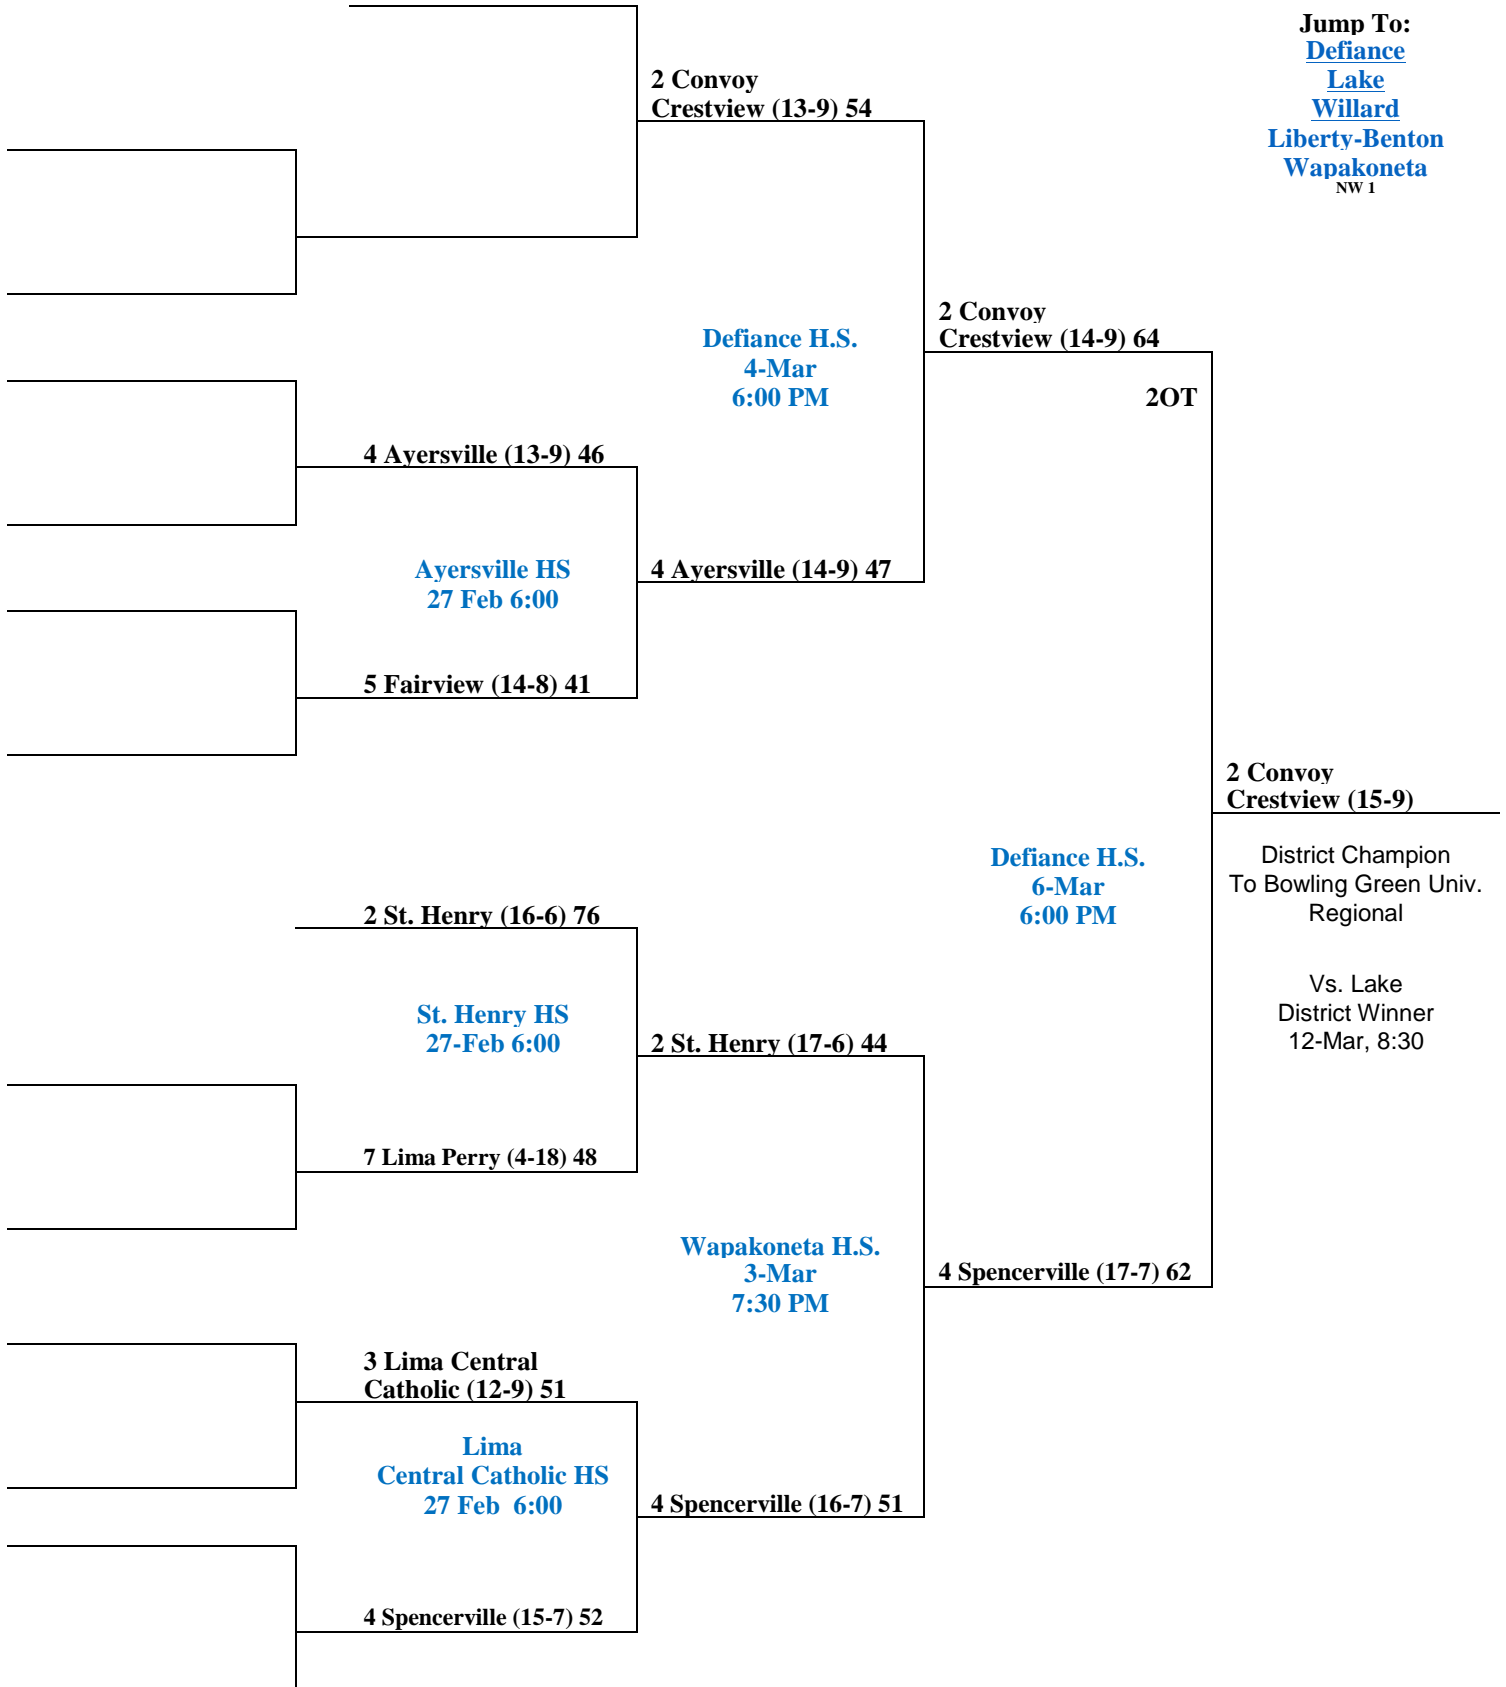 Jump To:
Defiance
Lake
Willard
Liberty-Benton
Wapakoneta
NW 1
2 Convoy
Crestview (13-9) 54
2 Convoy
Crestview (14-9) 64
Defiance H.S.
4-Mar
6:00 PM
2OT
4 Ayersville (13-9) 46
Ayersville HS
27 Feb 6:00
4 Ayersville (14-9) 47
5 Fairview (14-8) 41
2 Convoy
Crestview (15-9)
Defiance H.S.
6-Mar
6:00 PM
District Champion
To Bowling Green Univ.
Regional
Vs. Lake
District Winner
12-Mar, 8:30
2 St. Henry (16-6) 76
St. Henry HS
27-Feb 6:00
2 St. Henry (17-6) 44
7 Lima Perry (4-18) 48
Wapakoneta H.S.
3-Mar
7:30 PM
4 Spencerville (17-7) 62
3 Lima Central
Catholic (12-9) 51
Lima
Central Catholic HS
27 Feb  6:00
4 Spencerville (16-7) 51
4 Spencerville (15-7) 52